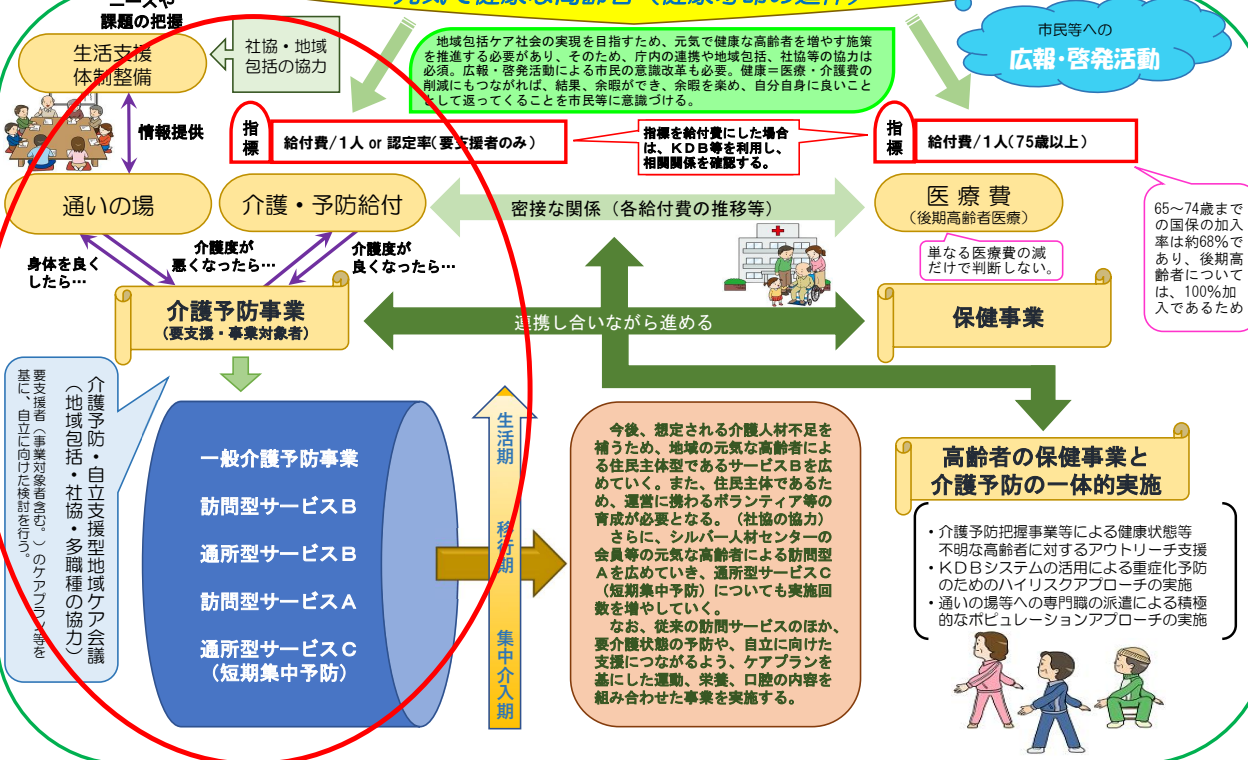 ニーズや
課題の把握
元気で健康な高齢者（健康寿命の延伸）
生活支援
体制整備
社協・地域
包括の協力
地域包括ケア社会の実現を目指すため、元気で健康な高齢者を増やす施策
を推進する必要があり、そのため、庁内の連携や地域包括、社協等の協力は
必須。広報・啓発活動による市民の意識改革も必要。健康＝医療・介護費の
削減にもつながれば、結果、余暇ができ、余暇を楽め、自分自身に良いこと
として返ってくることを市民等に意識づける。
市民等への
広報・啓発活動
情報提供
指
標
給付費/1人 or 認定率(要支援者のみ)
指標を給付費にした場合
は、KDB等を利用し、
相関関係を確認する。
指
標
給付費/1人(75歳以上)
通いの場
介護・予防給付
密接な関係（各給付費の推移等）
医 療 費
（後期高齢者医療）
単なる医療費の減
だけで判断しない。
65～74歳まで
の国保の加入
率は約68％で
あり、後期高
齢者について
は、100％加
入であるため
身体を良く
したら…
介護度が
悪くなったら…
介護度が
良くなったら…
介護予防事業
（要支援・事業対象者）
連携し合いながら進める
保健事業
介護予防・自立支援型地域ケア会議
（地域包括・社協・多職種の協力）
要支援者（事業対象者含む。）のケアプラン等を
基に、自立に向けた検討を行う。
一般介護予防事業
訪問型サービスB
通所型サービスB
訪問型サービスA
通所型サービスC
（短期集中予防）
生活期
移行期
集中介入期
今後、想定される介護人材不足を
補うため、地域の元気な高齢者によ
る住民主体型であるサービスBを広
めていく。また、住民主体であるた
め、運営に携わるボランティア等の
育成が必要となる。（社協の協力）
さらに、シルバー人材センターの
会員等の元気な高齢者による訪問型
Aを広めていき、通所型サービスC
（短期集中予防）についても実施回
数を増やしていく。
なお、従来の訪問サービスのほか、
要介護状態の予防や、自立に向けた
支援につながるよう、ケアプランを
基にした運動、栄養、口腔の内容を
組み合わせた事業を実施する。
高齢者の保健事業と
介護予防の一体的実施
・介護予防把握事業等による健康状態等
不明な高齢者に対するアウトリーチ支援
・KDBシステムの活用による重症化予防
のためのハイリスクアプローチの実施
・通いの場等への専門職の派遣による積極
的なポピュレーションアプローチの実施